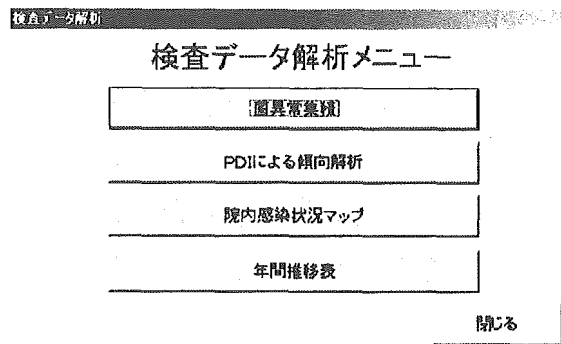 検査データ解析
検査データ解析メニュー
菌異常集積
PDIによる傾向解析
院内感染状況マップ
年間推移表
閉じる